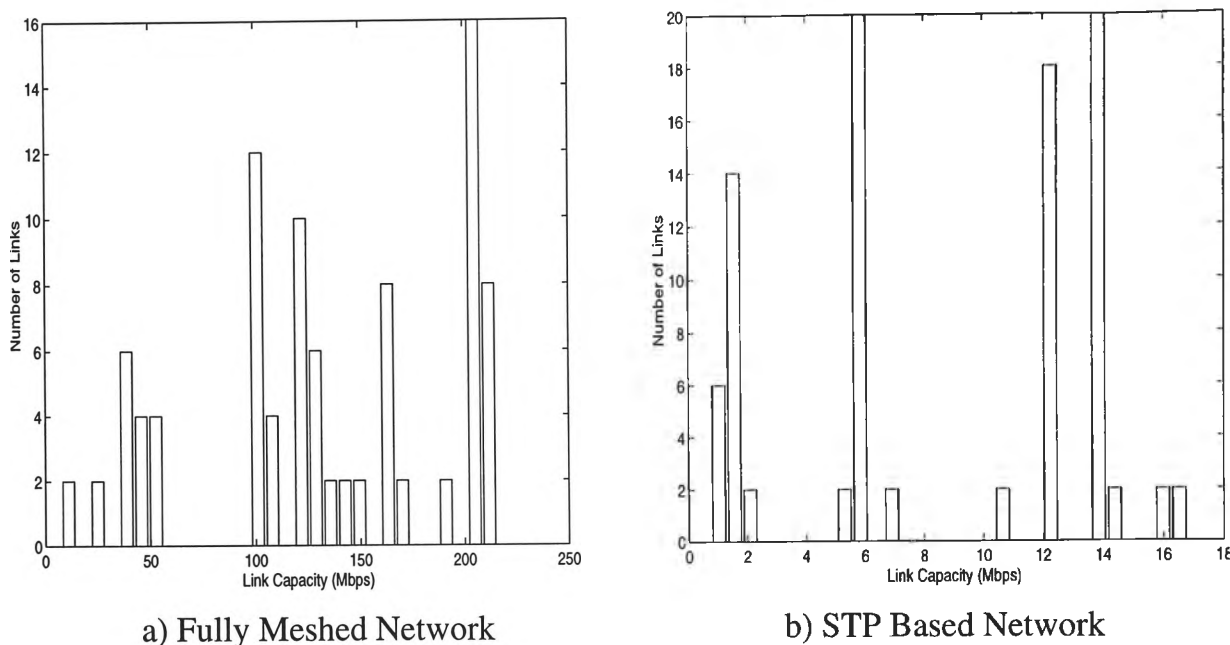 16
14
12
10
8
6
4
2
0
Number of Links
0 50 100 150 200 250
Link Capacity (Mbps)
a) Fully Meshed Network
20
18
16
14
12
10
8
6
4
2
0
Number of Links
0 2 4 6 8 10 12 14 16 18
Link Capacity (Mbps)
b) STP Based Network